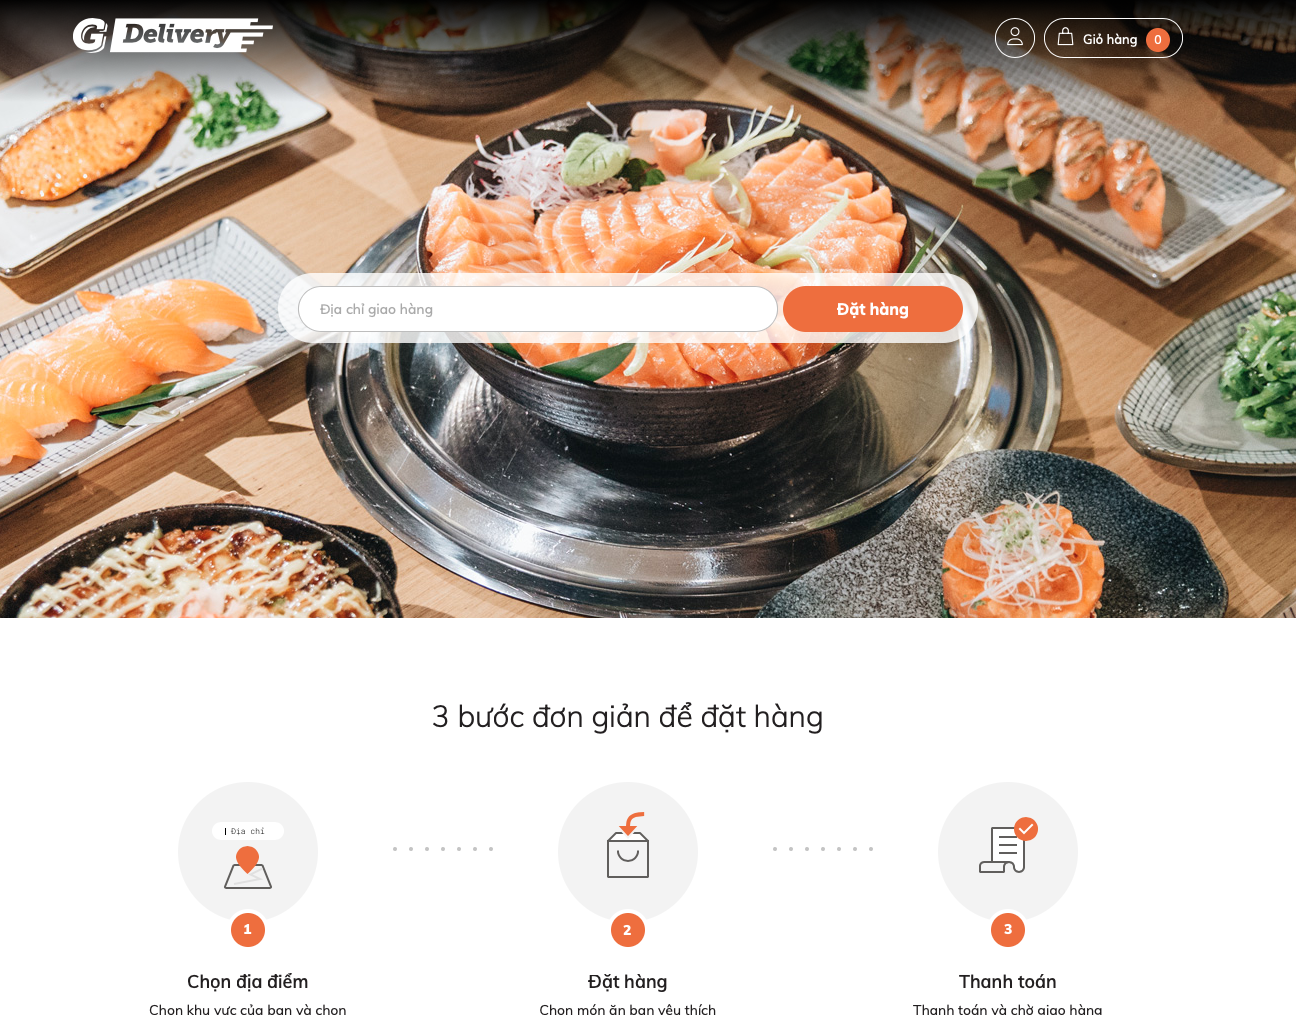 G Delivery
Giỏ hàng 0
Địa chỉ giao hàng
Đặt hàng
3 bước đơn giản để đặt hàng
Địa chỉ
1
2
3
Chọn địa điểm
Đặt hàng
Thanh toán
Chọn khu vực của bạn và chọn
Chọn món ăn bạn yêu thích
Thanh toán và chờ giao hàng